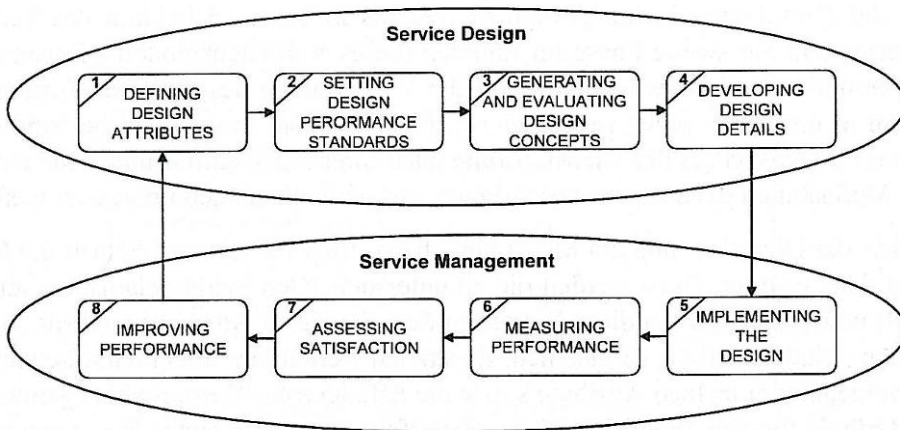 Service Design
1
DEFINING
DESIGN
ATTRIBUTES
2
SETTING
DESIGN
PERORMANCE
STANDARDS
3
GENERATING
AND EVALUATING
DESIGN
CONCEPTS
4
DEVELOPING
DESIGN
DETAILS
Service Management
8
IMPROVING
PERFORMANCE
7
ASSESSING
SATISFACTION
6
MEASURING
PERFORMANCE
5
IMPLEMENTING
THE
DESIGN